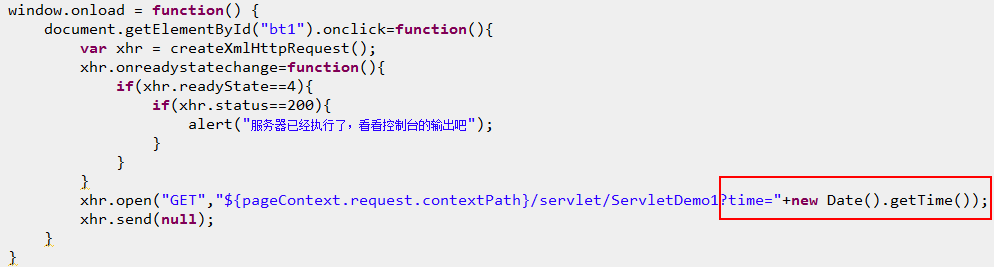 window.onload = function() {
    document.getElementById("bt1").onclick=function(){
        var xhr = createXmlHttpRequest();
        xhr.onreadystatechange=function(){
            if(xhr.readyState==4){
                if(xhr.status==200){
                    alert("服务器已经执行了，看看控制台的输出吧");
                }
            }
        }
        xhr.open("GET","${pageContext.request.contextPath}/servlet/ServletDemo1?time="+new Date().getTime());
        xhr.send(null);
    }
}